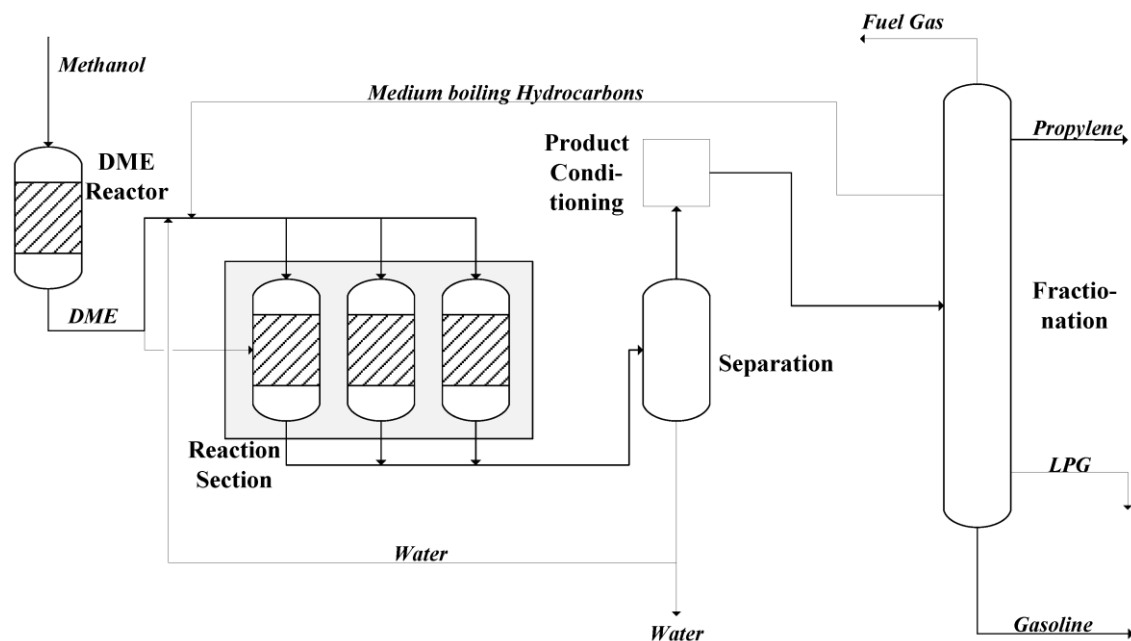 Fuel Gas
Methanol
Medium boiling Hydrocarbons
Propylene
DME
Reactor
Product
Condi-
tioning
DME
Fractio-
nation
Separation
Reaction
Section
LPG
Water
Water
Gasoline